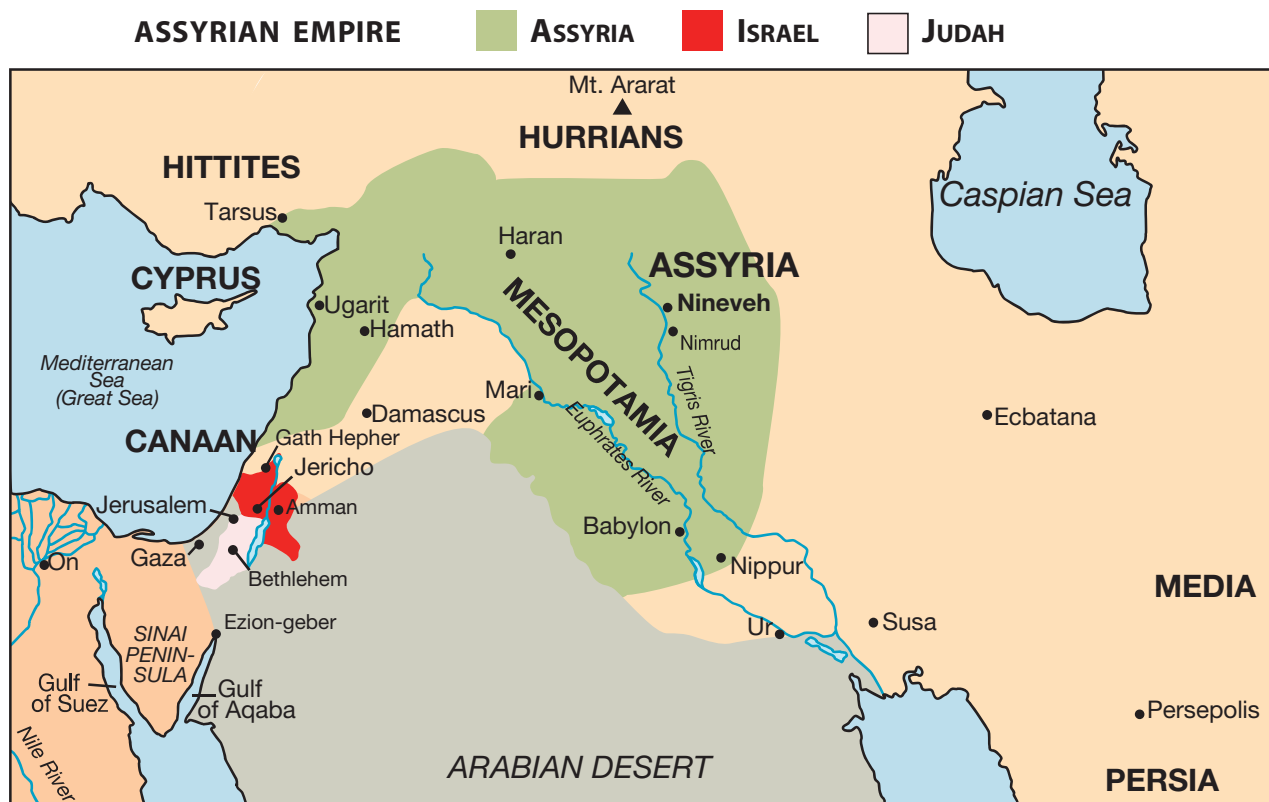 ASSYRIAN EMPIRE
ASSYRIA
ISRAEL
JUDAH
Mt. Ararat
HURRIANS
HITTITES
Caspian Sea
Tarsus
Haran
ASSYRIA
CYPRUS
MESOPOTAMIA
Nineveh
Ugarit
Hamath
Nimrud
Mediterranean
Sea
(Great Sea)
Tigris River
Mari
Damascus
Euphrates River
Ecbatana
CANAAN
Gath Hepher
Jericho
Jerusalem
Amman
Babylon
Gaza
On
Bethlehem
Nippur
MEDIA
Ezion-geber
Ur
Susa
SINAI
PENIN-
SULA
Gulf
of Suez
Gulf
of Aqaba
Persepolis
Nile River
ARABIAN DESERT
PERSIA